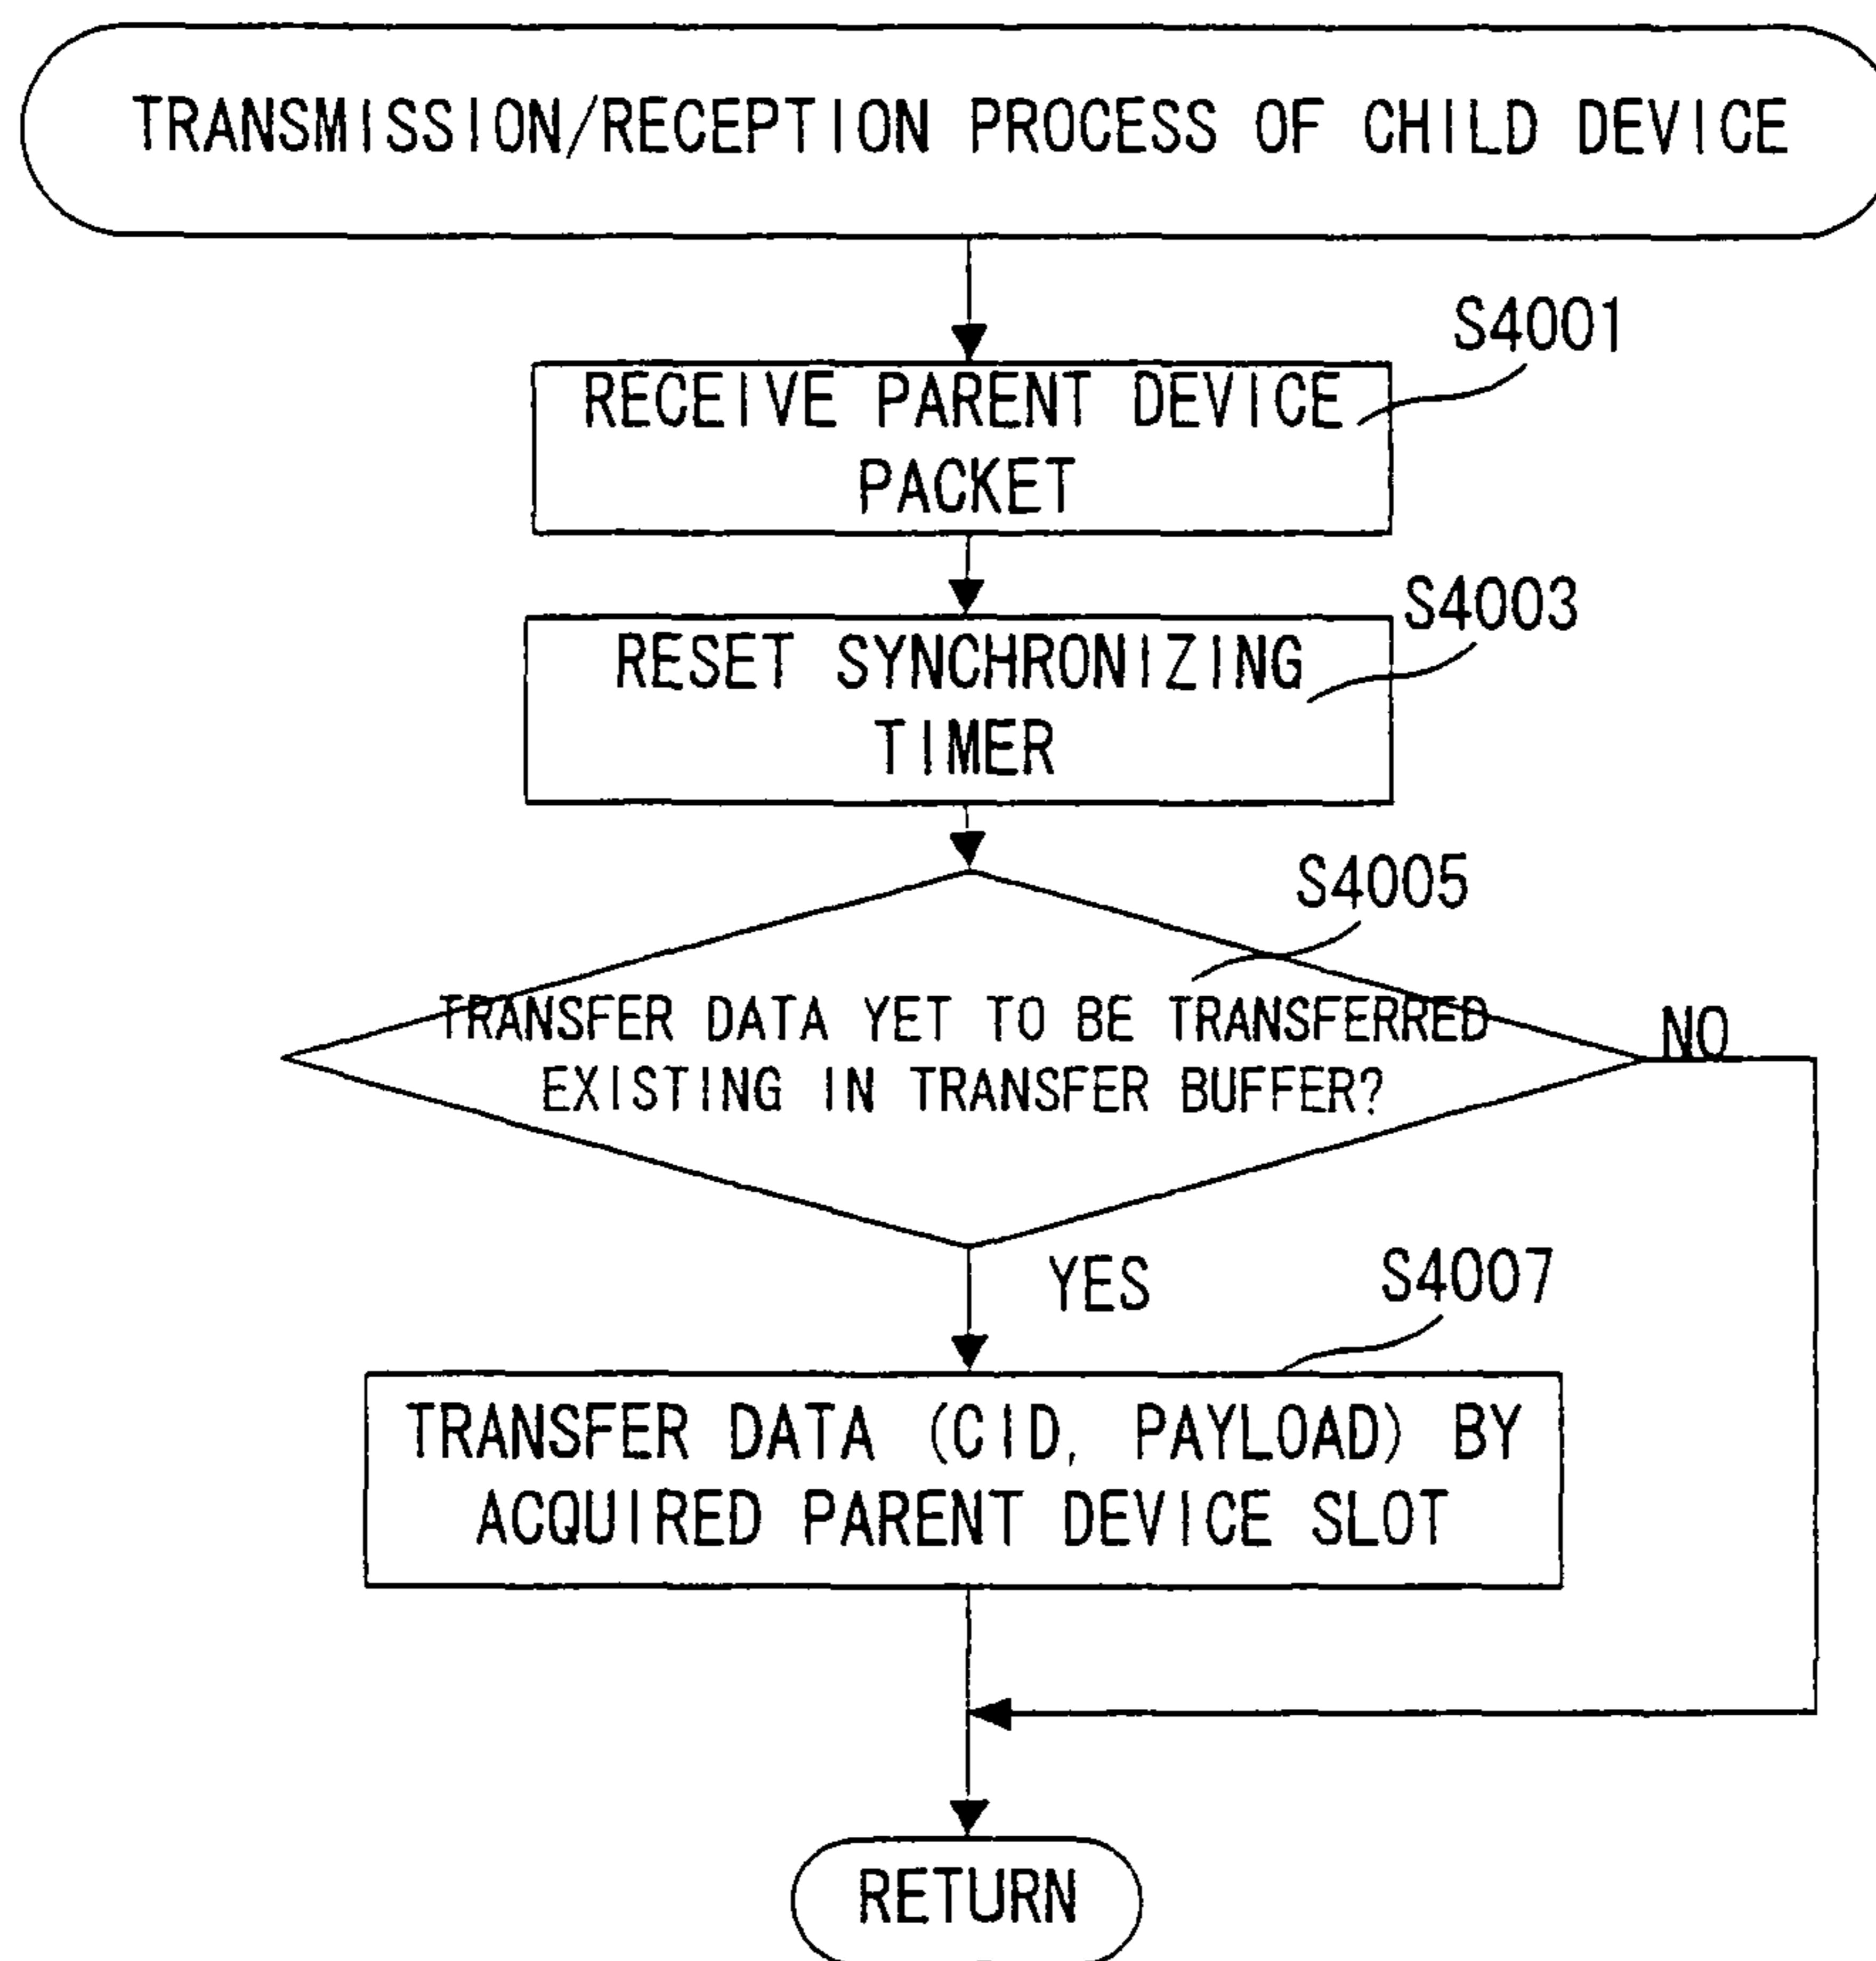 TRANSMISSION/RECEPTION PROCESS OF CHILD DEVICE
S4001
RECEIVE PARENT DEVICE
PACKET
S4003
RESET SYNCHRONIZING
TIMER
S4005
TRANSFER DATA YET TO BE TRANSFERRED
EXISTING IN TRANSFER BUFFER?
NO
YES
S4007
TRANSFER DATA (CID, PAYLOAD) BY
ACQUIRED PARENT DEVICE SLOT
RETURN